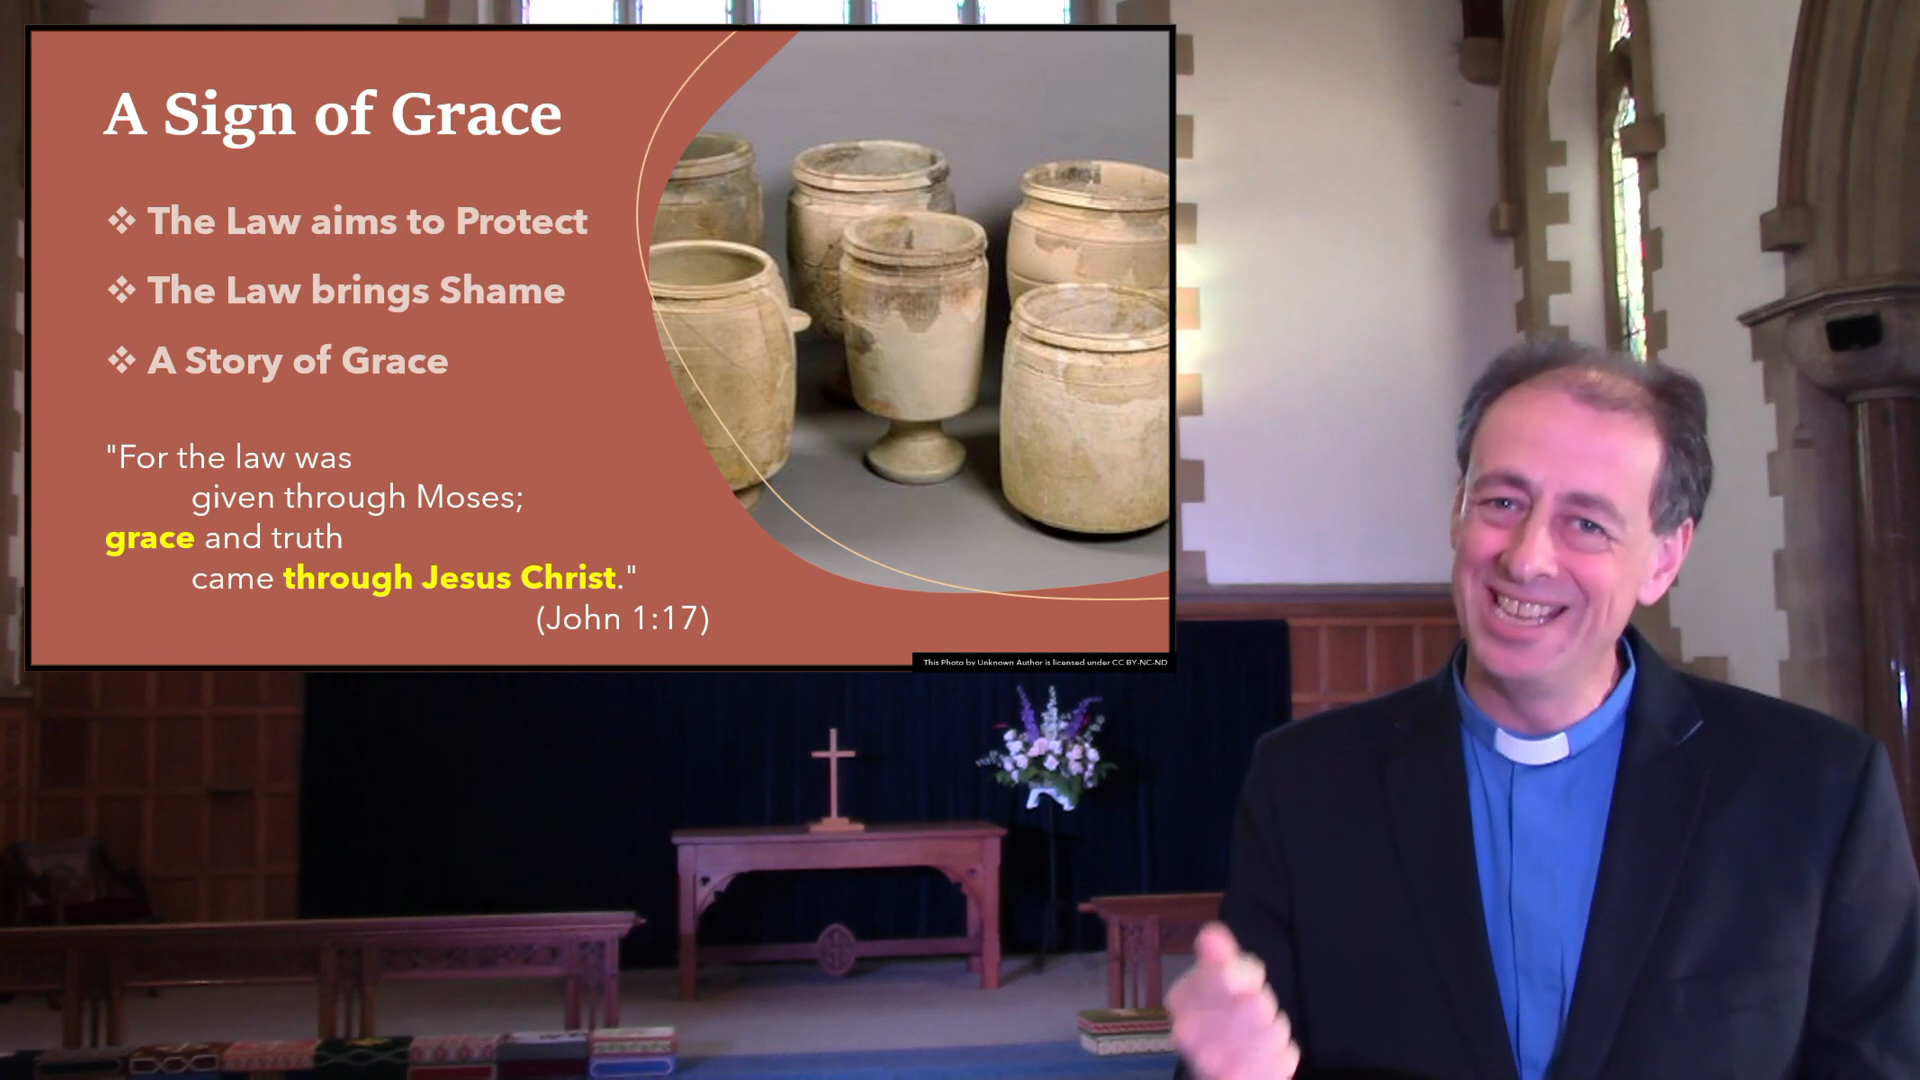 A Sign of Grace
❖ The Law aims to Protect
❖ The Law brings Shame
❖ A Story of Grace
"For the law was
given through Moses;
grace and truth
came through Jesus Christ."
(John 1:17)
This Photo by Unknown Author is licensed under CC BY-NC-ND